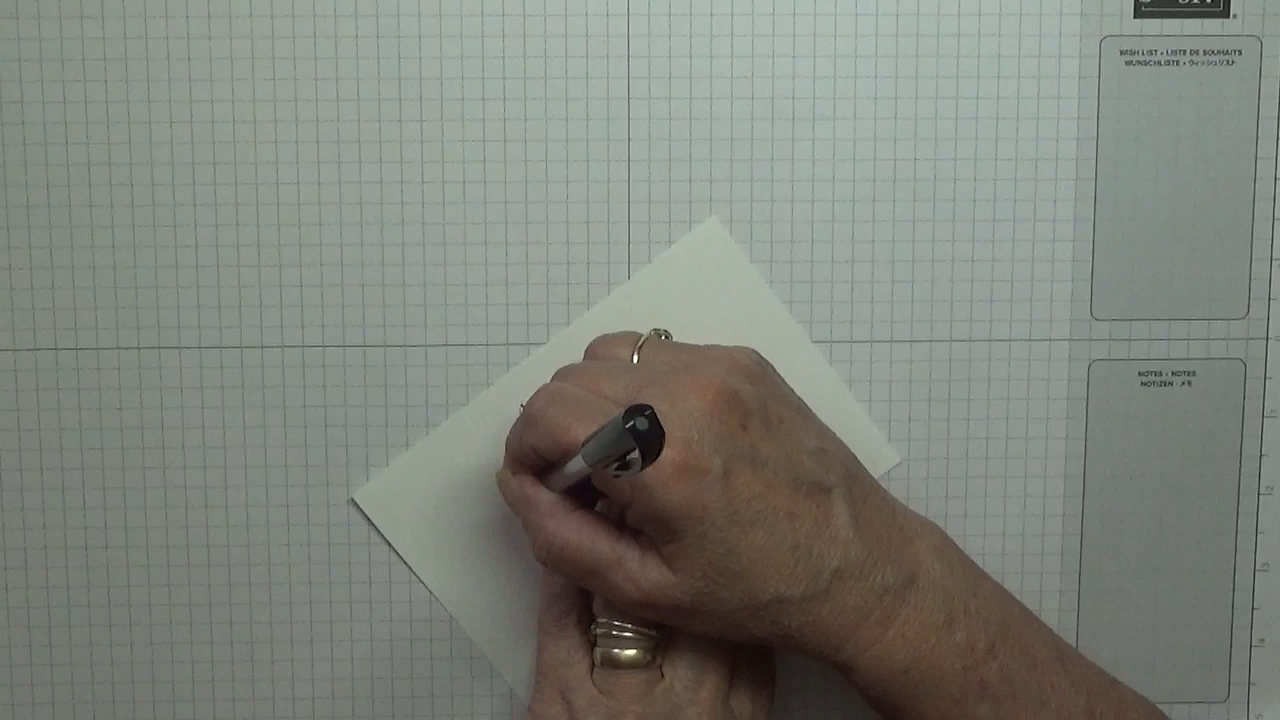 WISH LIST • LISTE DE SOUHAITS
WUNSCHLISTE • ウィッシュリスト
NOTES • NOTES
NOTIZEN • メモ